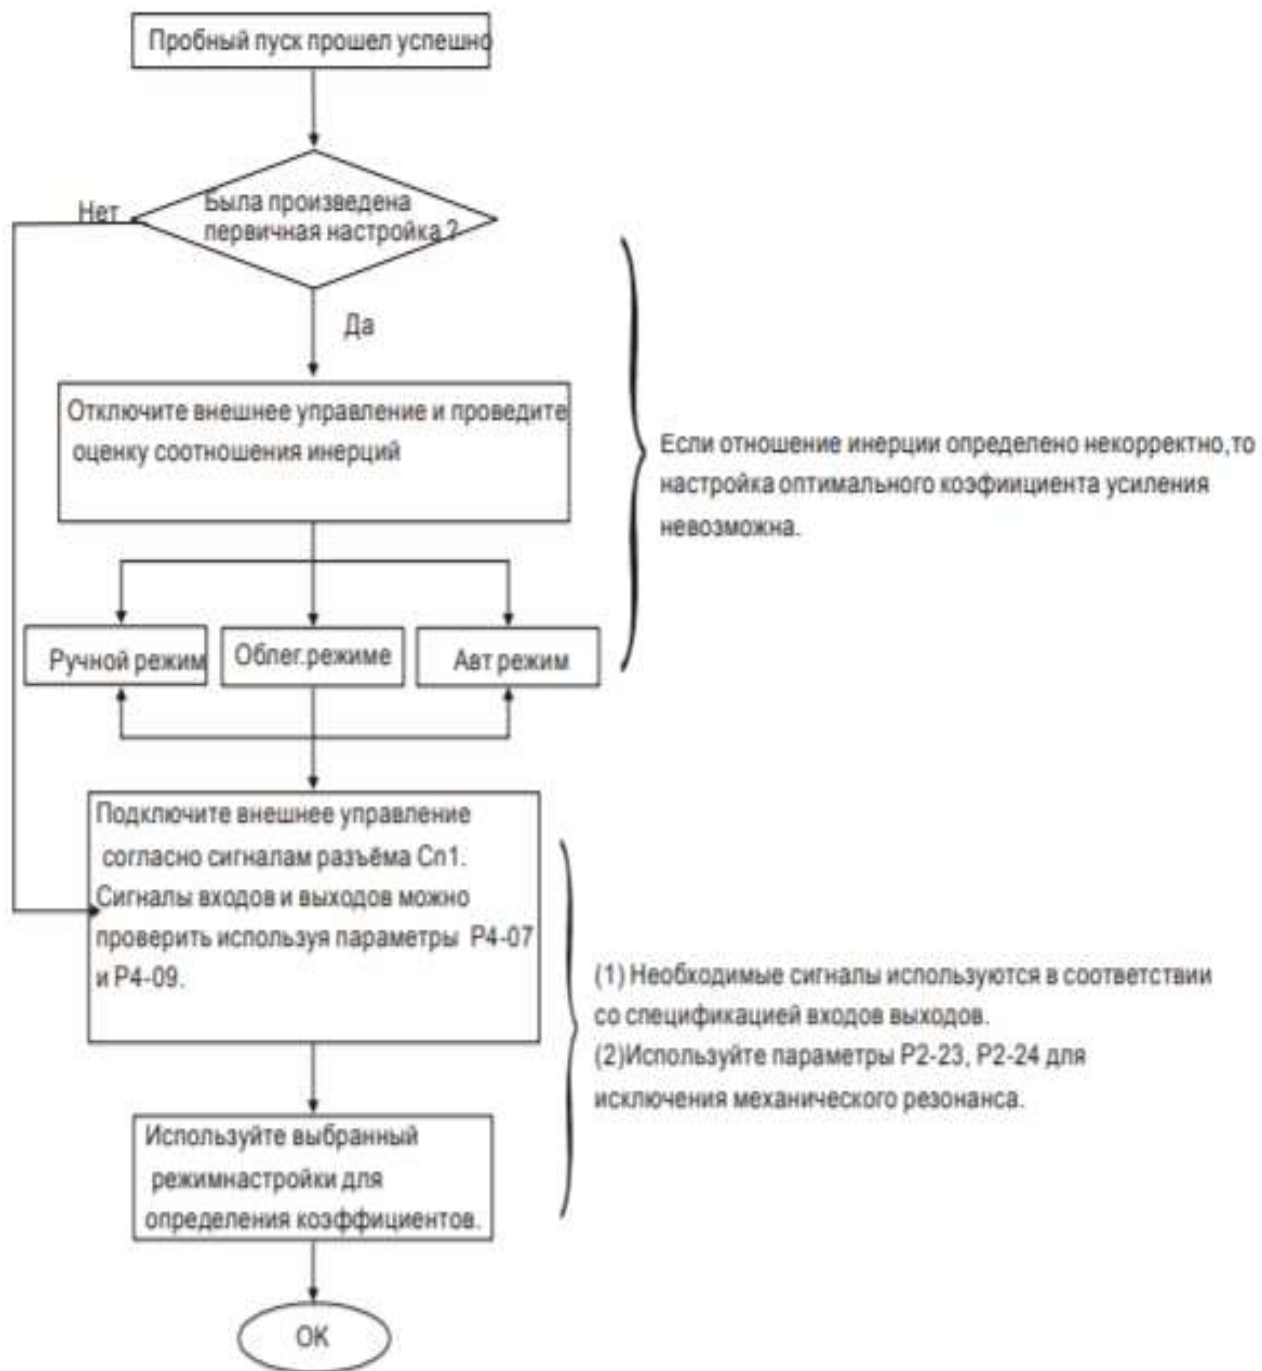 Пробный пуск прошел успешно
Нет
Была произведена
первичная настройка ?
Да
Отключите внешнее управление и проведите
оценку соотношения инерций
Если отношение инерции определено некорректно,то
настройка оптимального коэфиициента усиления
невозможна.
Ручной режим
Облег.режиме
Авт режим
Подключите внешнее управление
согласно сигналам разъёма Cn1.
Сигналы входов и выходов можно
проверить используя параметры P4-07
и P4-09.
(1) Необходимые сигналы используются в соответствии
со спецификацией входов выходов.
(2)Используйте параметры P2-23, P2-24 для
исключения механического резонанса.
Используйте выбранный
режимнастройки для
определения коэффициентов.
OK